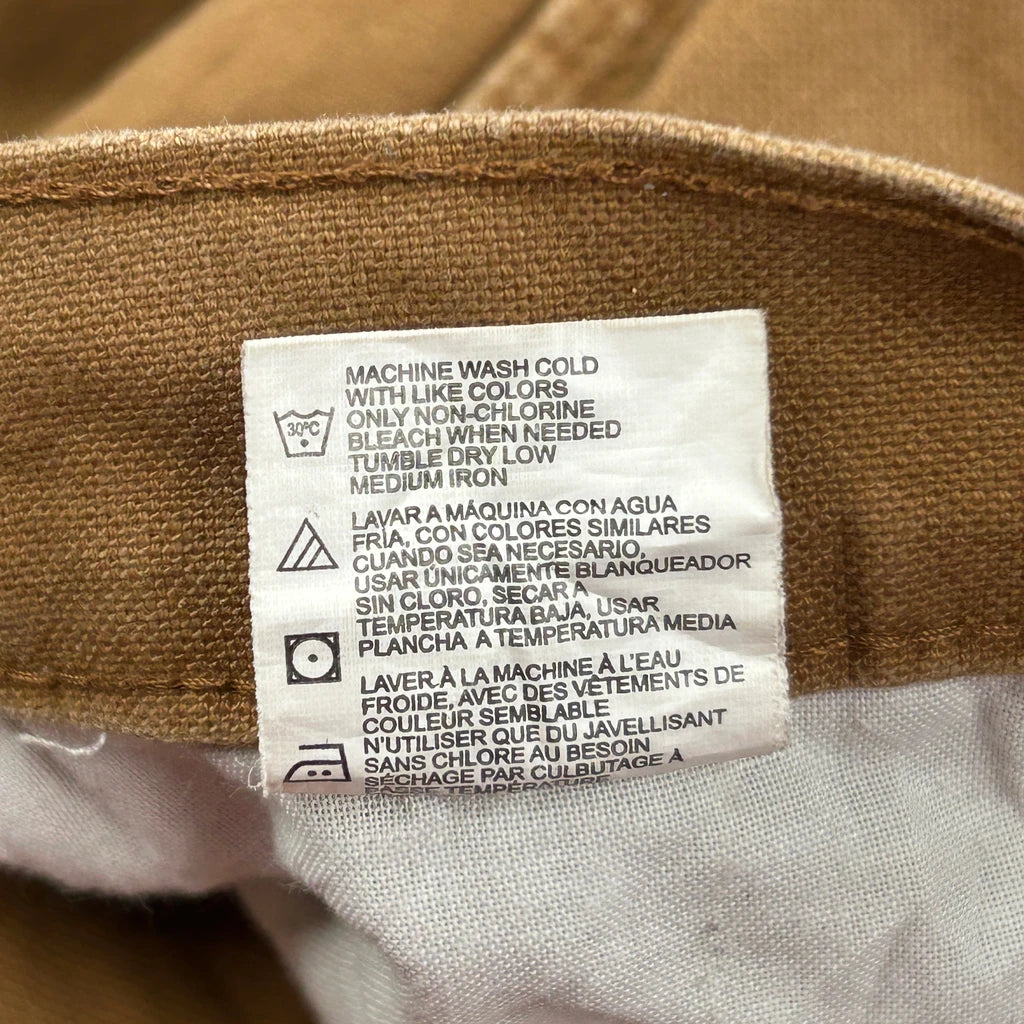 MACHINE WASH COLD
WITH LIKE COLORS
ONLY NON-CHLORINE
BLEACH WHEN NEEDED
TUMBLE DRY LOW
MEDIUM IRON
30°C
LAVAR A MÁQUINA CON AGUA
FRÍA, CON COLORES SIMILARES
CUANDO SEA NECESARIO,
USAR ÚNICAMENTE BLANQUEADOR
SIN CLORO, SECAR A
TEMPERATURA BAJA, USAR
PLANCHA A TEMPERATURA MEDIA
LAVER À LA MACHINE À L'EAU
FROIDE, AVEC DES VÊTEMENTS DE
COULEUR SEMBLABLE
N'UTILISER QUE DU JAVELLISANT
SANS CHLORE AU BESOIN
SÉCHAGE PAR CULBUTAGE À
BASSE TEMPÉRATURE